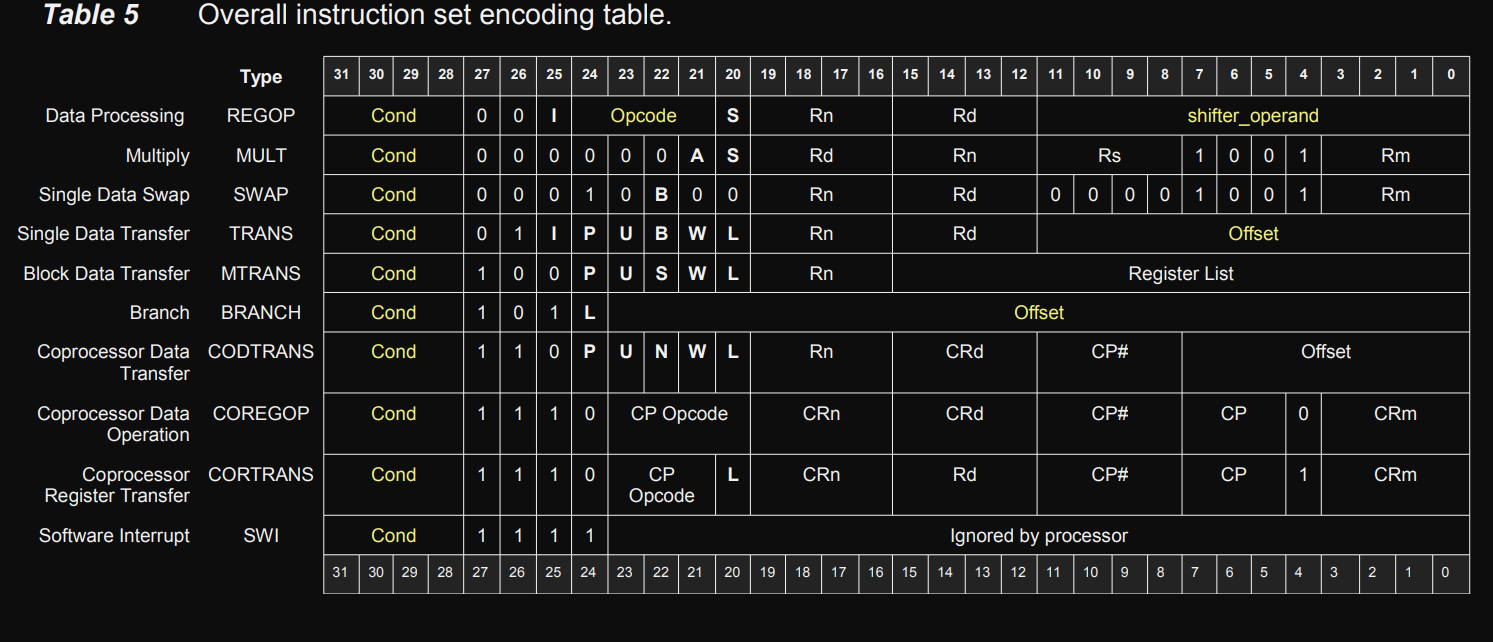 Table 5 Overall instruction set encoding table.
Type 31 30 29 28 27 26 25 24 23 22 21 20 19 18 17 16 15 14 13 12 11 10 9 8 7 6 5 4 3 2 1 0
Data Processing REGOP Cond 0 0 I Opcode S Rn Rd shifter_operand
Multiply MULT Cond 0 0 0 0 0 0 A S Rd Rn Rs 1 0 0 1 Rm
Single Data Swap SWAP Cond 0 0 0 1 0 B 0 0 Rn Rd 0 0 0 0 1 0 0 1 Rm
Single Data Transfer TRANS Cond 0 1 I P U B W L Rn Rd Offset
Block Data Transfer MTRANS Cond 1 0 0 P U S W L Rn Register List
Branch BRANCH Cond 1 0 1 L Offset
Coprocessor Data CODTRANS Cond 1 1 0 P U N W L Rn CRd CP# Offset
Transfer
Coprocessor Data COREGOP Cond 1 1 1 0 CP Opcode CRn CRd CP# CP 0 CRm
Operation
Coprocessor CORTRANS Cond 1 1 1 0 CP L CRn Rd CP# CP 1 CRm
Register Transfer Opcode
Software Interrupt SWI Cond 1 1 1 1 Ignored by processor
31 30 29 28 27 26 25 24 23 22 21 20 19 18 17 16 15 14 13 12 11 10 9 8 7 6 5 4 3 2 1 0